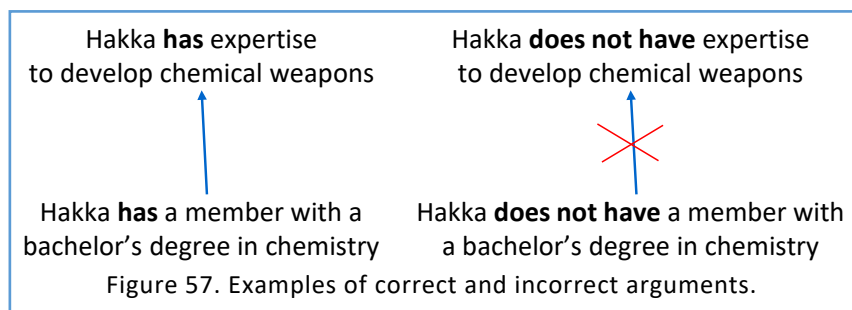 Hakka has expertise
to develop chemical weapons
Hakka does not have expertise
to develop chemical weapons
Hakka has a member with a
bachelor’s degree in chemistry
Hakka does not have a member with
a bachelor’s degree in chemistry
Figure 57. Examples of correct and incorrect arguments.